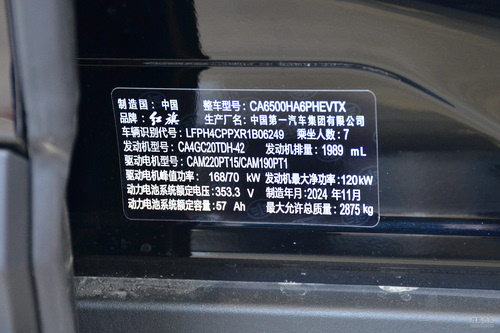 制造国：中国 整车型号：CA6500HA6PHEVTX
品牌：红旗 生产厂名：中国第一汽车集团有限公司
车辆识别代号：LFPH4CPPXR1B06249 乘坐人数：7
发动机型号：CA4GC20TDH-42 发动机排量：1989 mL
驱动电机型号：CAM220PT15/CAM190PT1
驱动电机峰值功率：168/70 kW 发动机最大净功率：120kW
动力电池系统额定电压：353.3 V 制造年月：2024 年 11月
动力电池系统额定容量：57 Ah 最大允许总质量：2875kg